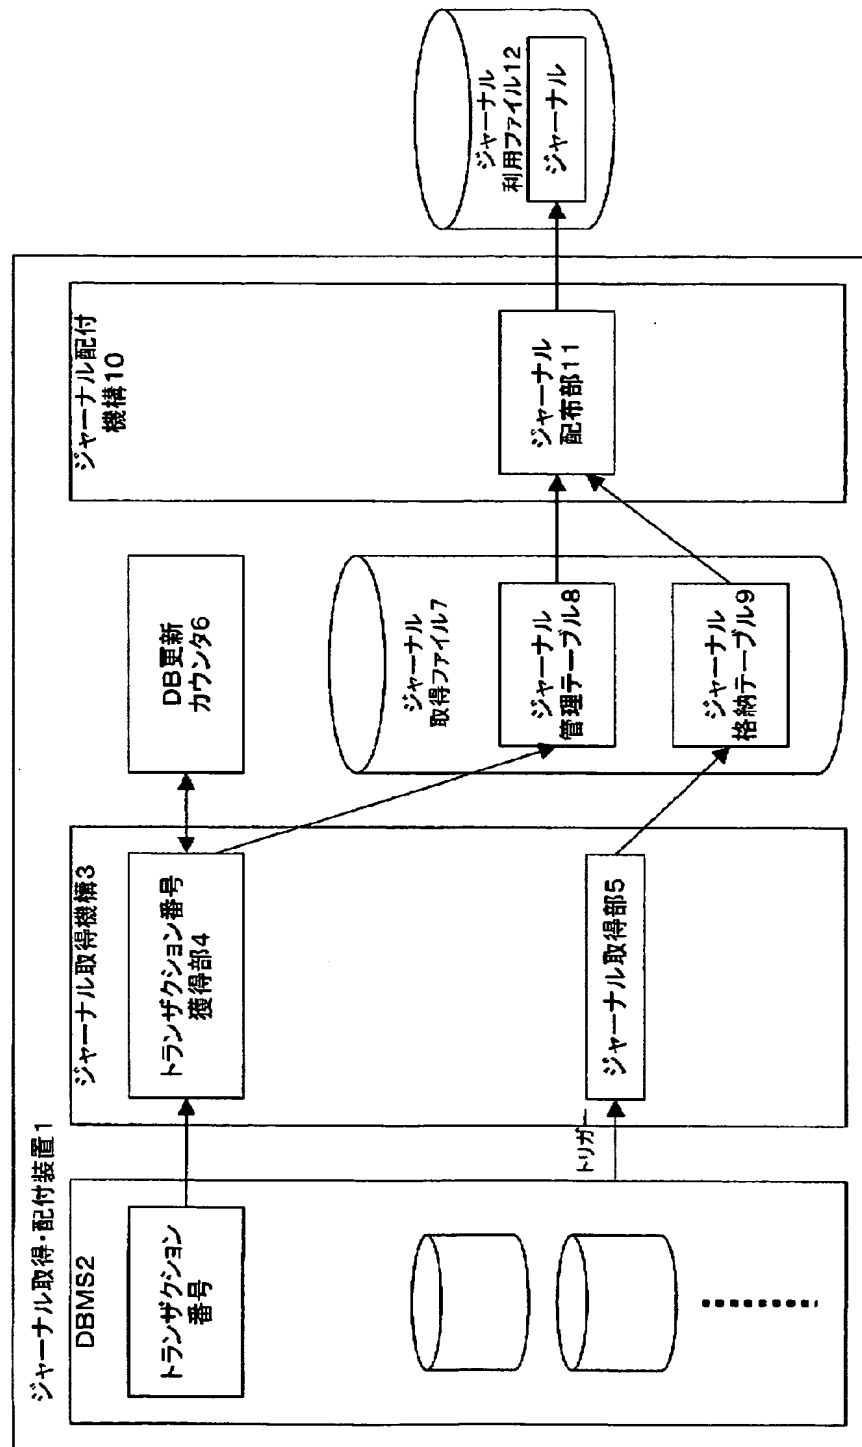 ジャーナル取得・配付装置1
DBMS2
トランザクション
番号
ジャーナル取得機構3
トランザクション番号
獲得部4
トリガー
ジャーナル取得部5
DB更新
カウンタ6
ジャーナル
取得ファイル7
ジャーナル
管理テーブル8
ジャーナル
格納テーブル9
ジャーナル配付
機構10
ジャーナル
配布部11
ジャーナル
利用ファイル12
ジャーナル